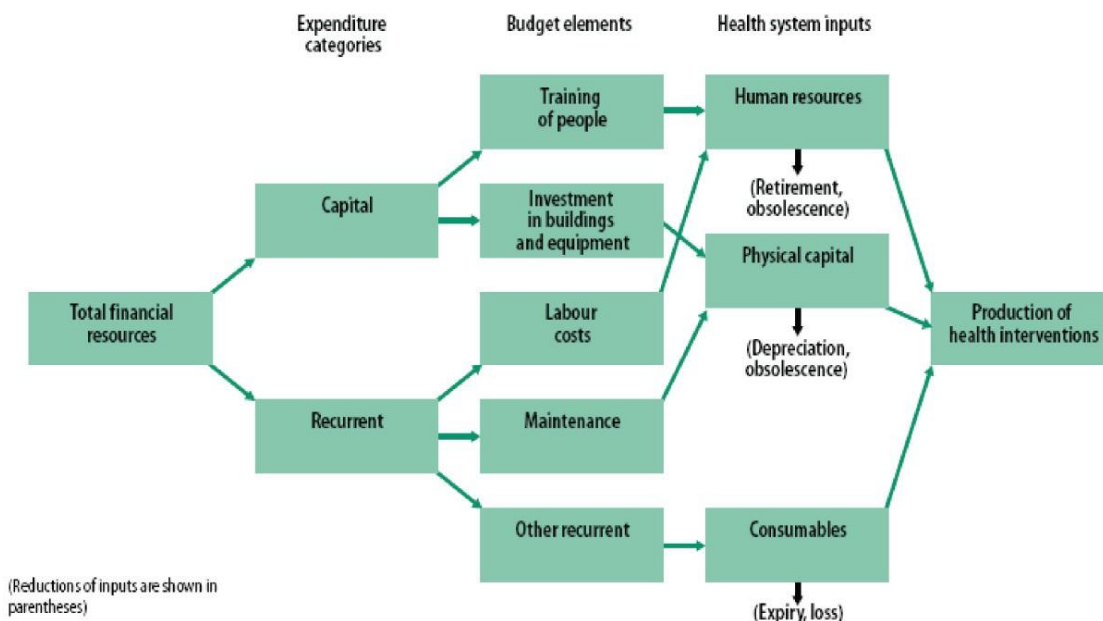 Expenditure
categories
Budget elements
Health system inputs
Training
of people
Human resources
(Retirement,
obsolescence)
Capital
Investment
in buildings
and equipment
Physical capital
Total financial
resources
Labour
costs
(Depreciation,
obsolescence)
Production of
health interventions
Recurrent
Maintenance
Other recurrent
Consumables
(Reductions of inputs are shown in
parentheses)
(Expiry, loss)